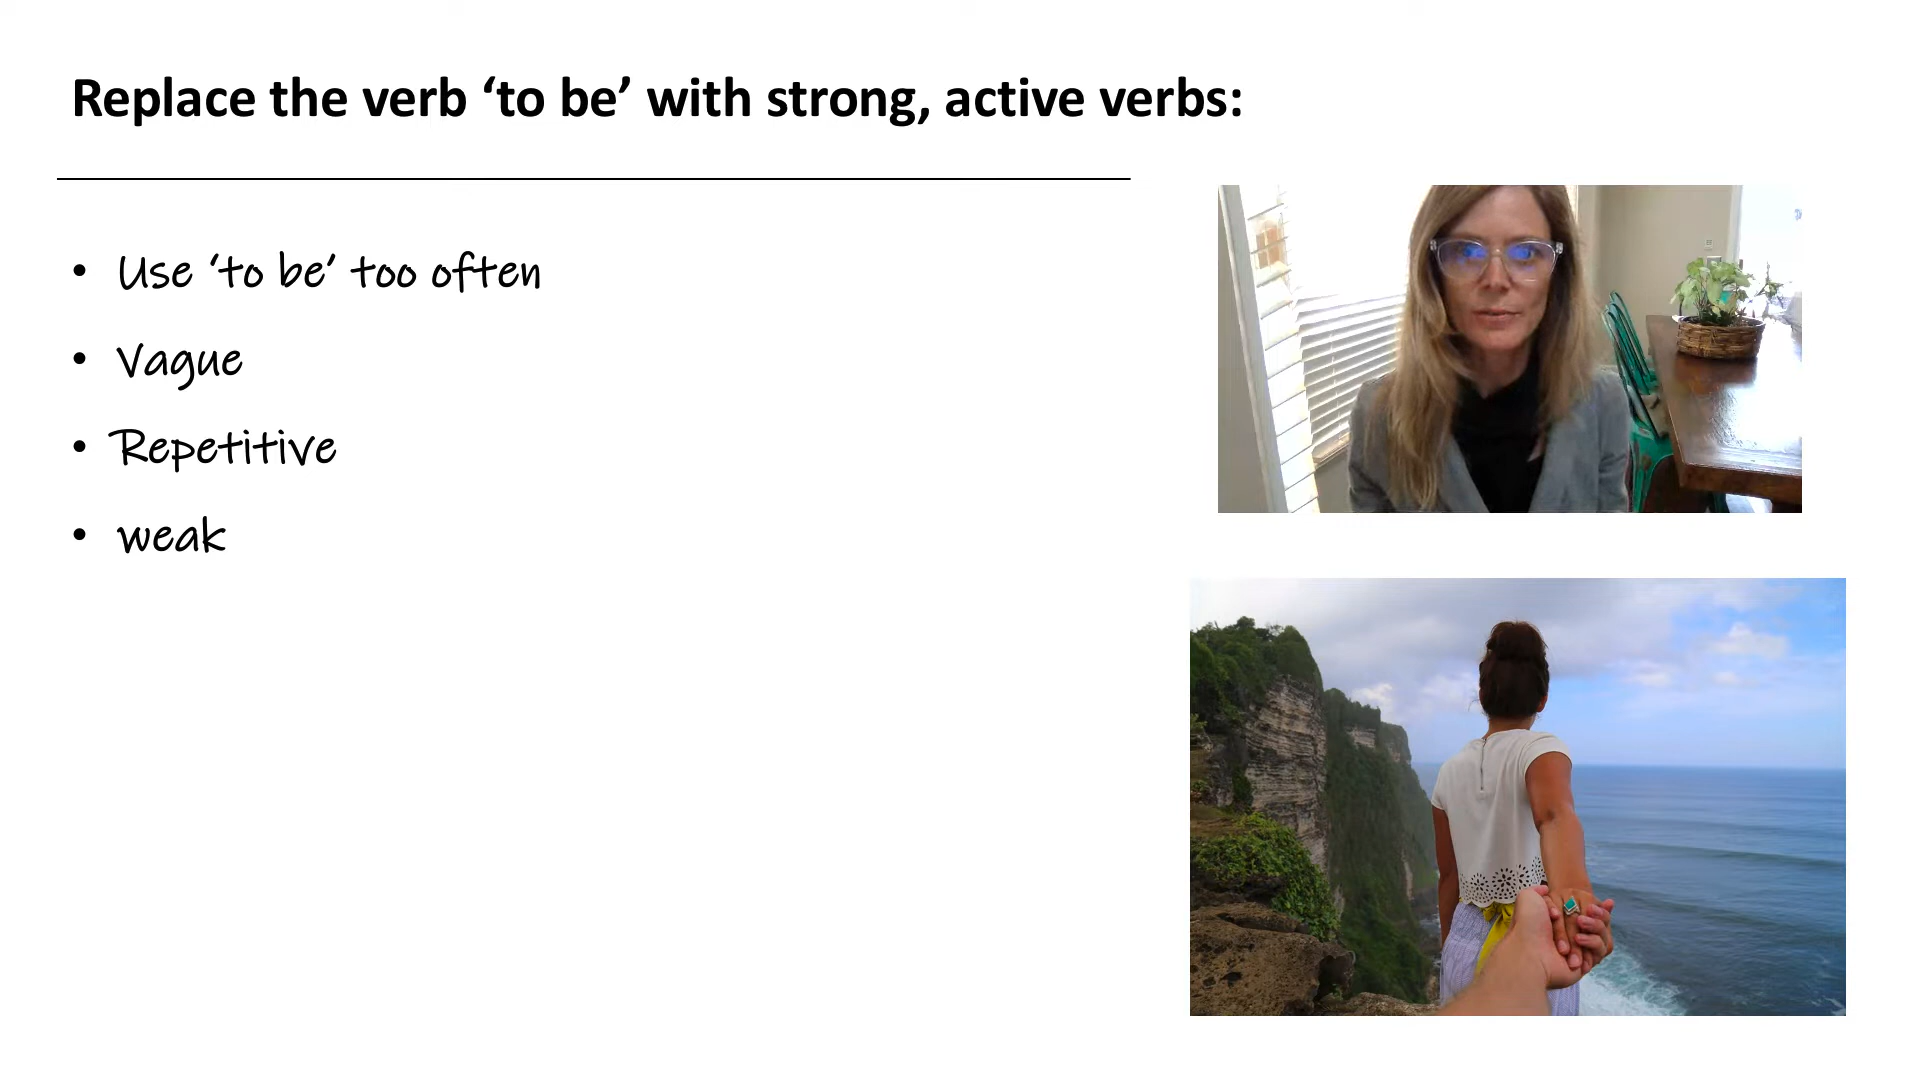 Replace the verb ‘to be’ with strong, active verbs:
• Use ‘to be’ too often
• Vague
• Repetitive
• weak